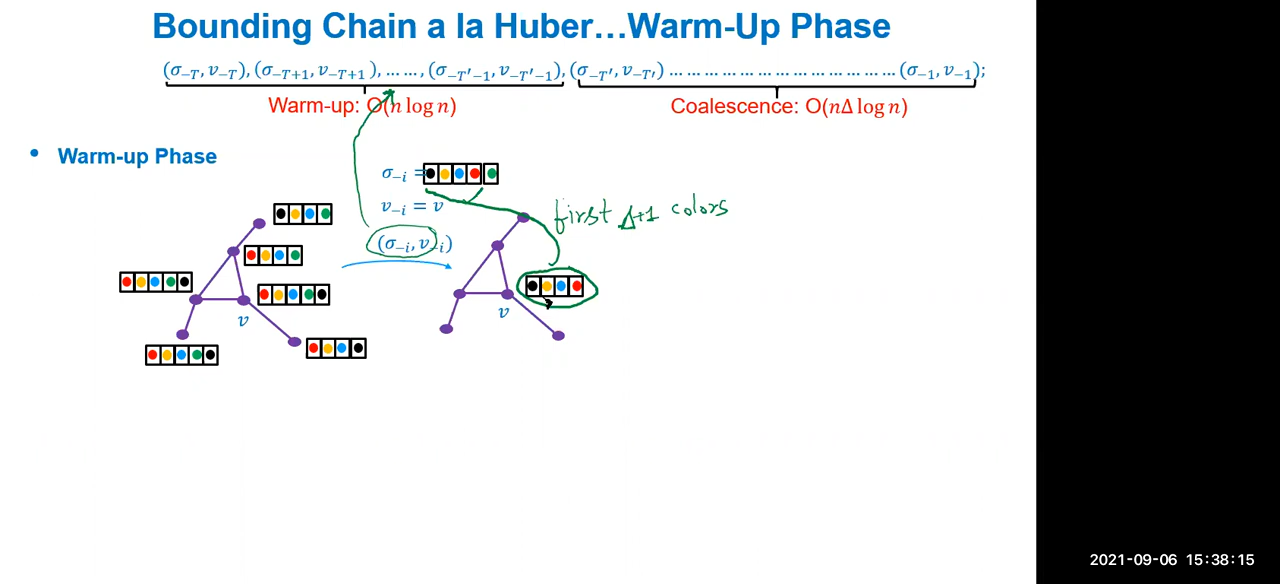 Bounding Chain a la Huber…Warm-Up Phase
(σ₋T, v₋T), (σ₋T₊₁, v₋T₊₁), … …, (σ₋T′₋₁, v₋T′₋₁), (σ₋T′, v₋T′) … … … … … … … … … … … (σ₋₁, v₋₁);
Warm-up: O(n log n)
Coalescence: O(nΔ log n)
• Warm-up Phase
σ₋ᵢ =
v₋ᵢ = v
first Δ+1 colors
(σ₋ᵢ, v₋ᵢ)
v
v
2021-09-06 15:38:15